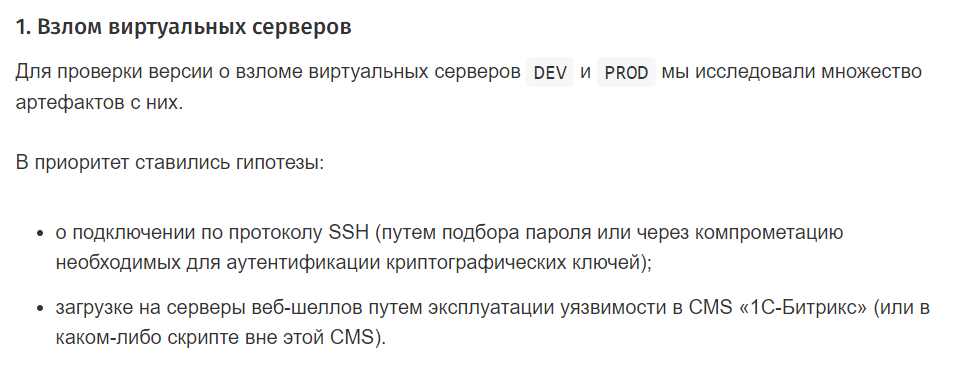 1. Взлом виртуальных серверов
Для проверки версии о взломе виртуальных серверов DEV и PROD мы исследовали множество
артефактов с них.
В приоритет ставились гипотезы:
• о подключении по протоколу SSH (путем подбора пароля или через компрометацию
необходимых для аутентификации криптографических ключей);
• загрузке на серверы веб-шеллов путем эксплуатации уязвимости в CMS «1С-Битрикс» (или в
каком-либо скрипте вне этой CMS).